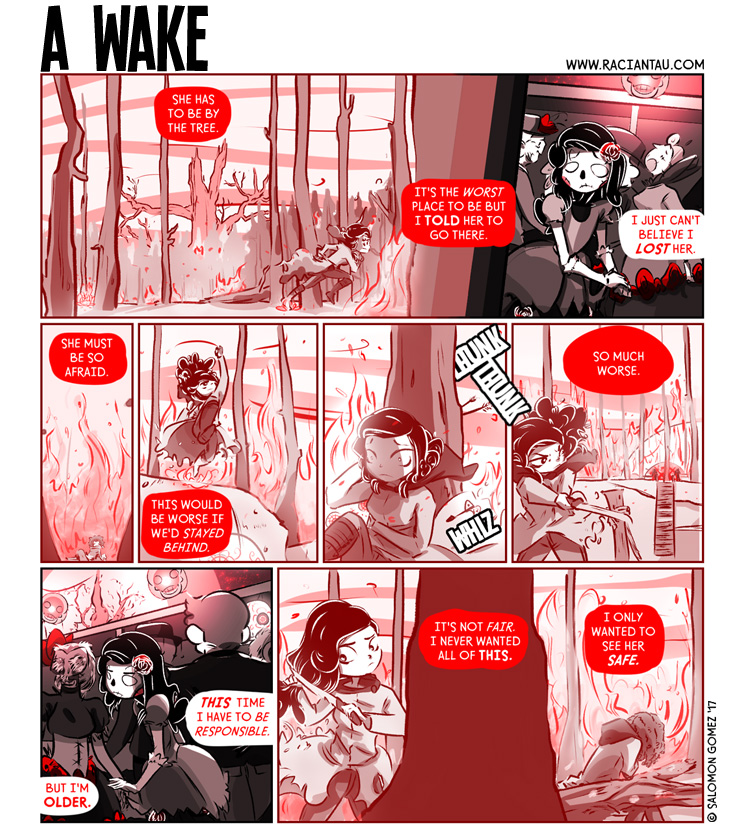 A WAKE
WWW.RACIANTAU.COM
SHE HAS
TO BE BY
THE TREE.
IT'S THE WORST
PLACE TO BE BUT
I TOLD HER TO
GO THERE.
I JUST CAN'T
BELIEVE I
LOST HER.
SHE MUST
BE SO
AFRAID.
THIS WOULD
BE WORSE IF
WE'D STAYED
BEHIND.
THUNK
THUNK
WHIZ
SO MUCH
WORSE.
THIS TIME
I HAVE TO BE
RESPONSIBLE.
BUT I'M
OLDER.
IT'S NOT FAIR.
I NEVER WANTED
ALL OF THIS.
I ONLY
WANTED TO
SEE HER
SAFE.
© SALOMON GOMEZ '17